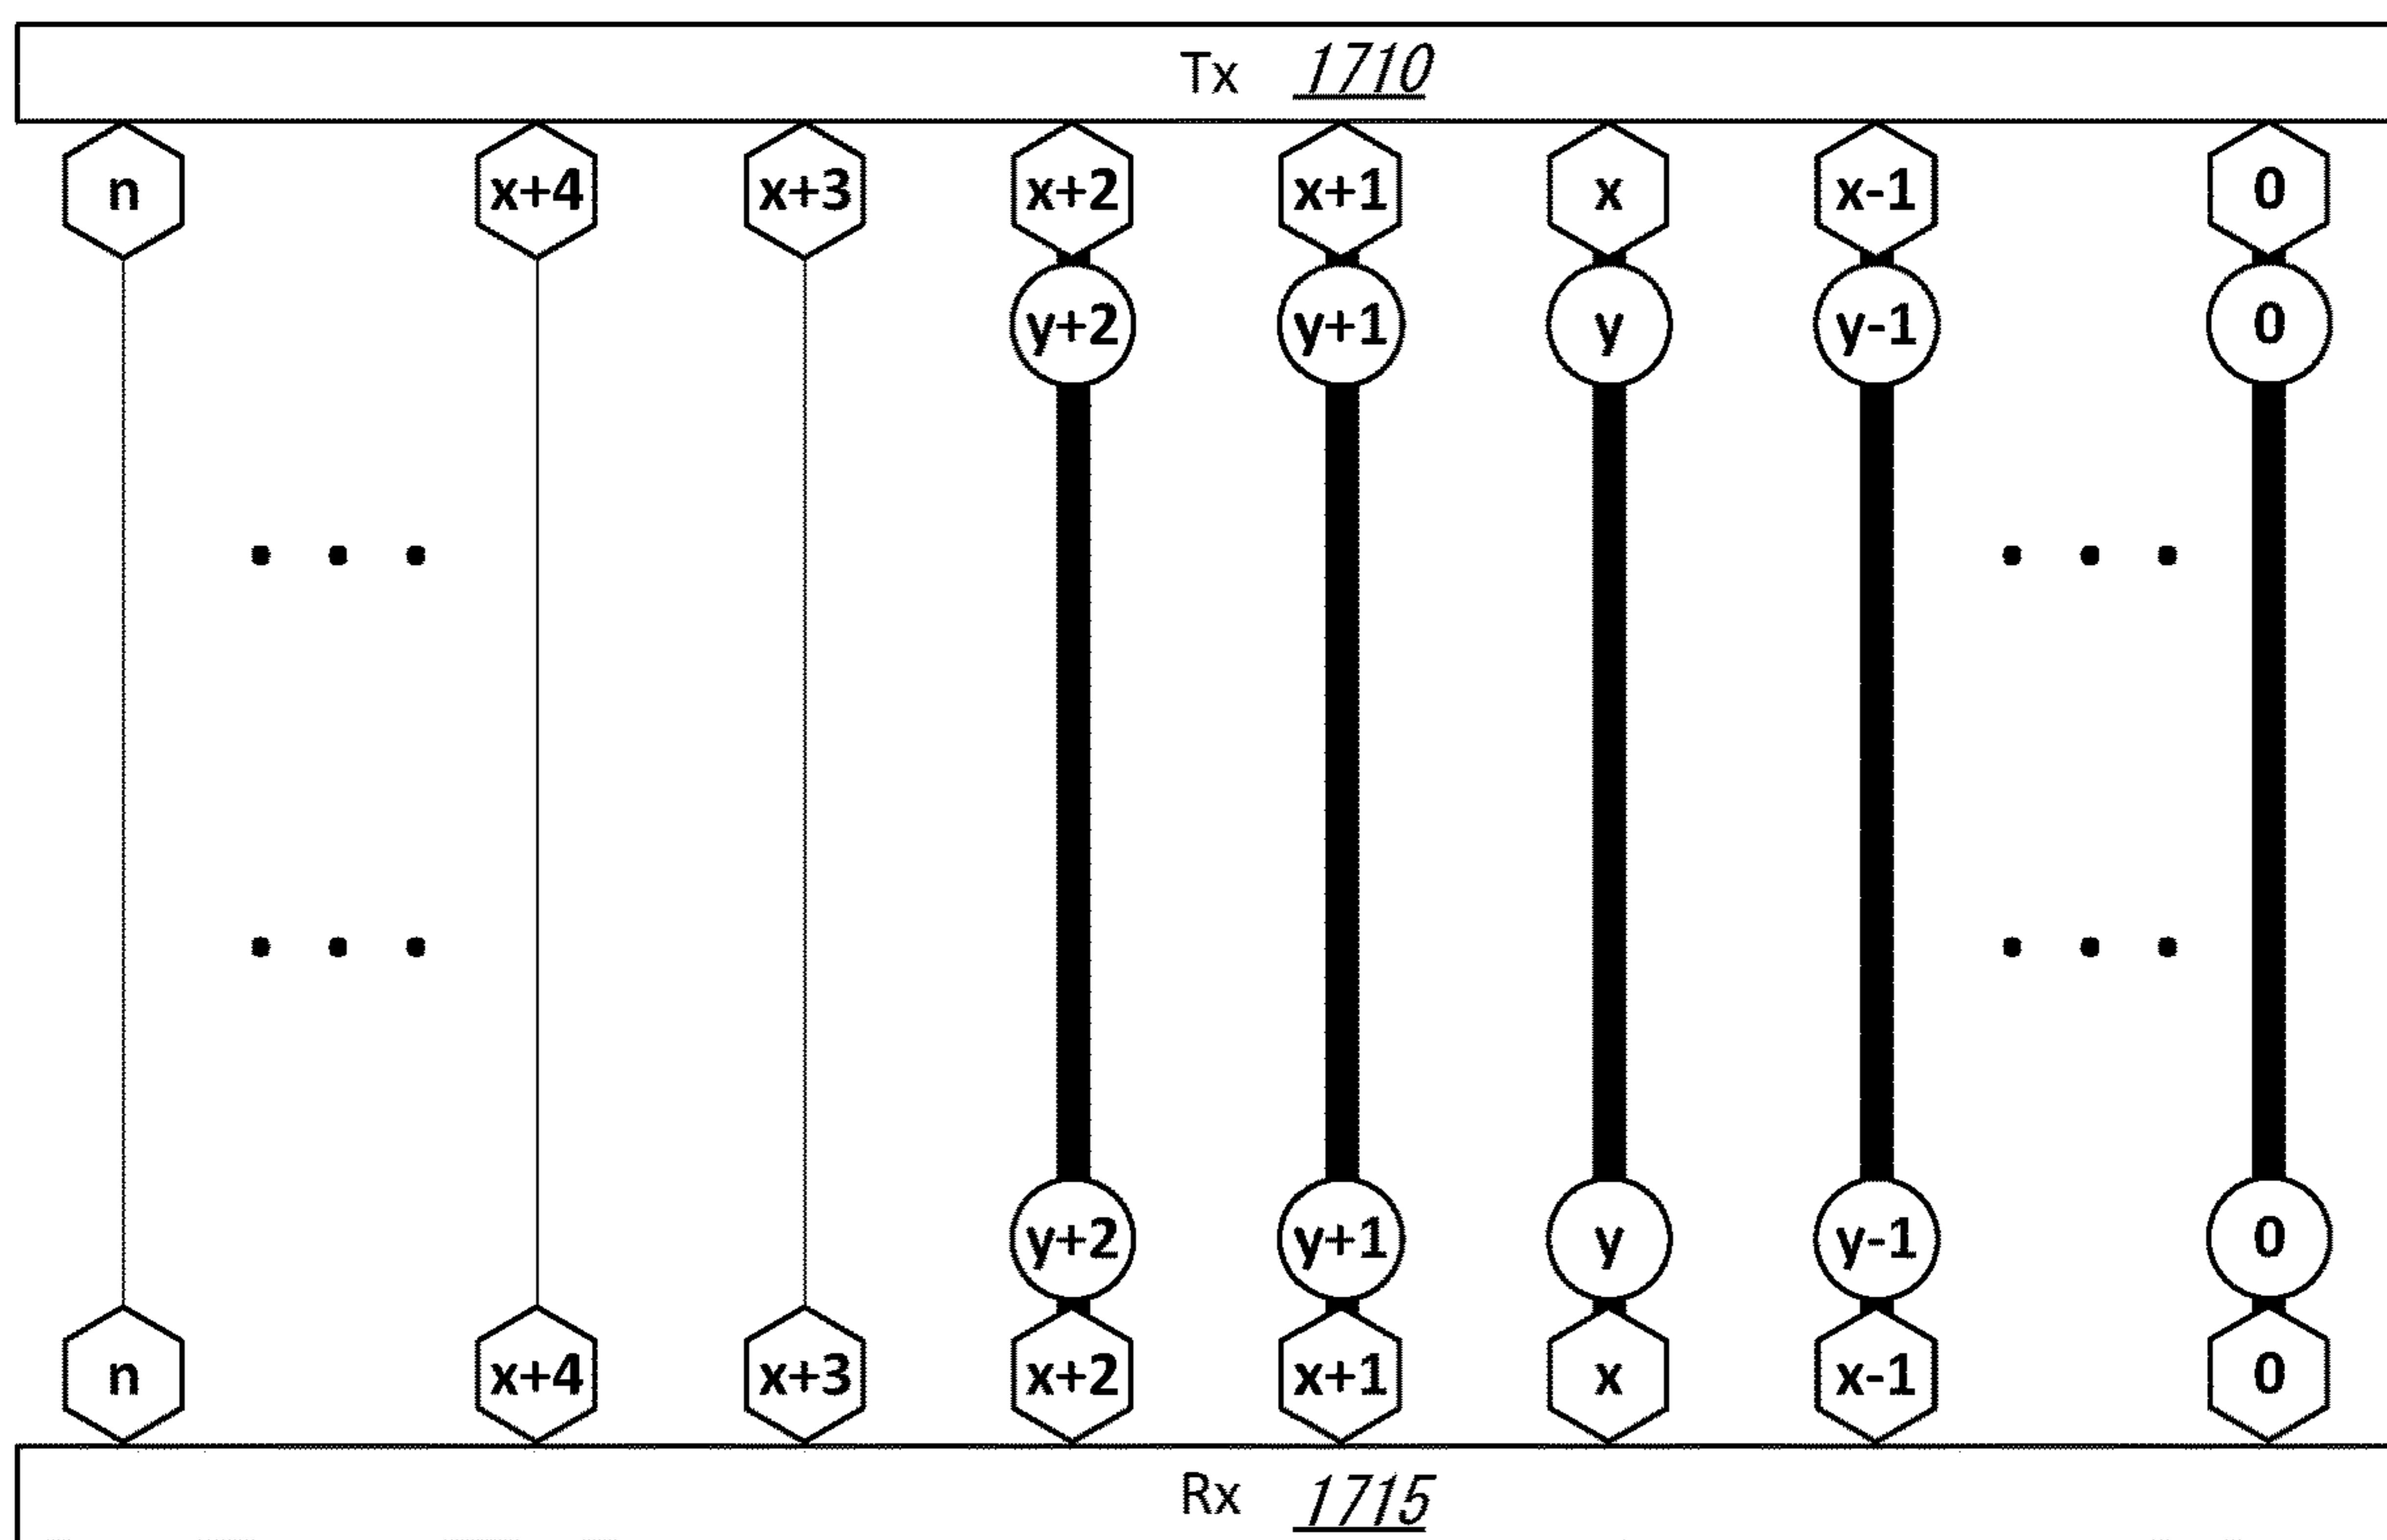 Tx 1710
n x+4 x+3 x+2 x+1 x x-1 0
y+2 y+1 y y-1 0
y+2 y+1 y y-1 0
n x+4 x+3 x+2 x+1 x x-1 0
Rx 1715